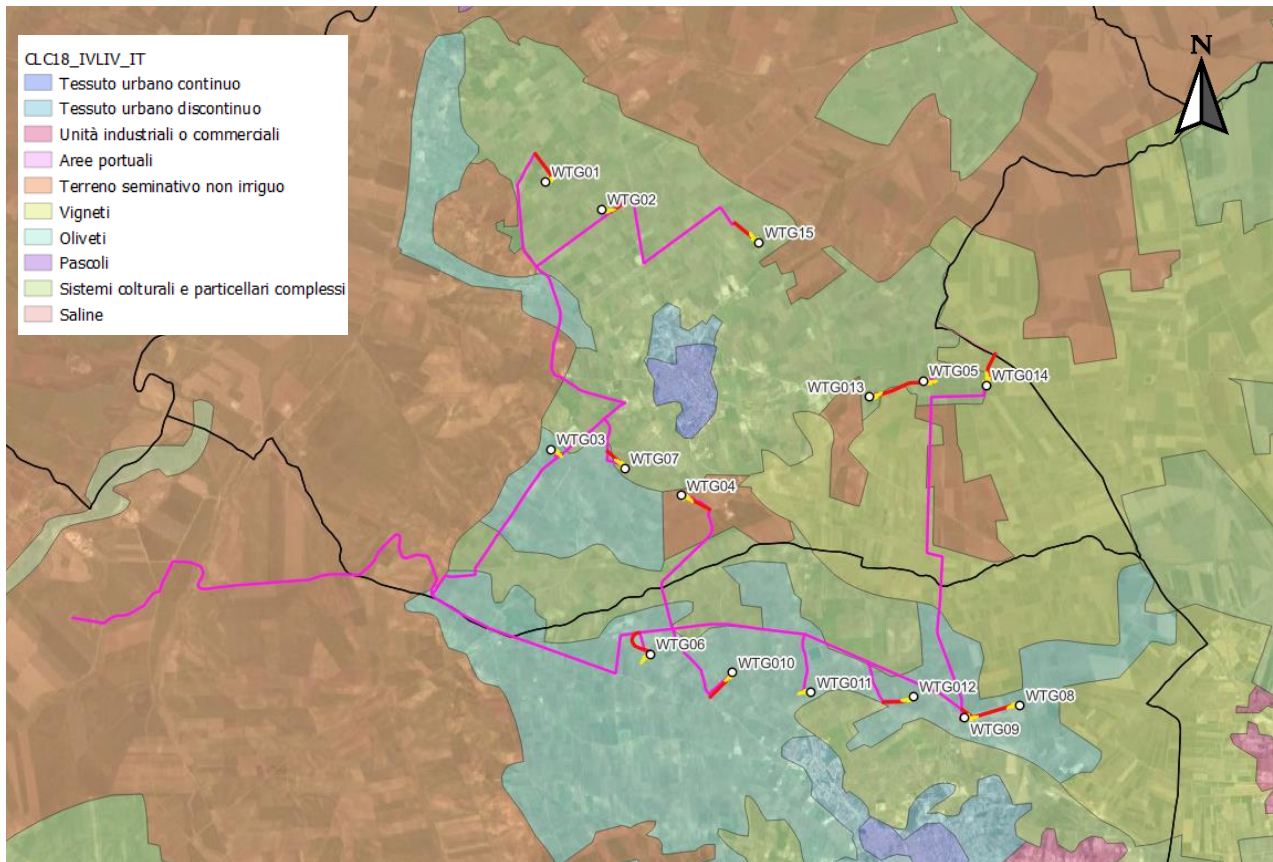 CLC18_IVLIV_IT
Tessuto urbano continuo
Tessuto urbano discontinuo
Unità industriali o commerciali
Aree portuali
Terreno seminativo non irriguo
Vigneti
Oliveti
Pascoli
Sistemi colturali e particellari complessi
Saline
N
WTG01
WTG02
WTG15
WTG05
WTG014
WTG013
WTG03
WTG07
WTG04
WTG06
WTG010
WTG011
WTG012
WTG08
WTG09